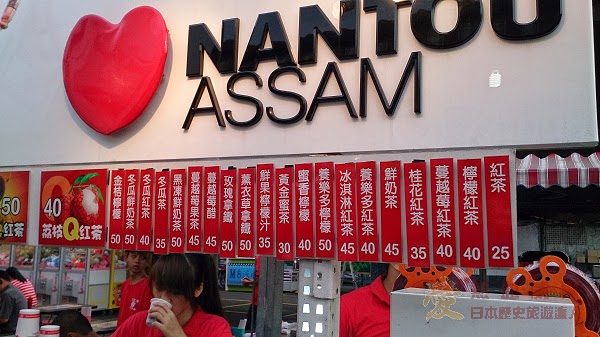 NANTOU
ASSAM
紅茶 25
檸檬紅茶 40
蔓越莓紅茶 40
桂花紅茶 35
鮮奶茶 45
養樂多紅茶 40
冰淇淋紅茶 45
養樂多檸檬 50
蜜香檸檬 40
黃金蜜茶 30
鮮果檸檬汁 35
薰衣草拿鐵 50
玫瑰拿鐵 50
蔓越莓醋 45
蔓越莓果茶 45
黑凍鮮奶茶 50
冬瓜茶 35
冬瓜紅茶 40
冬瓜鮮奶茶 50
金桔檸檬 50
40
荔枝Q紅茶
50
愛
日本歷史旅遊達人